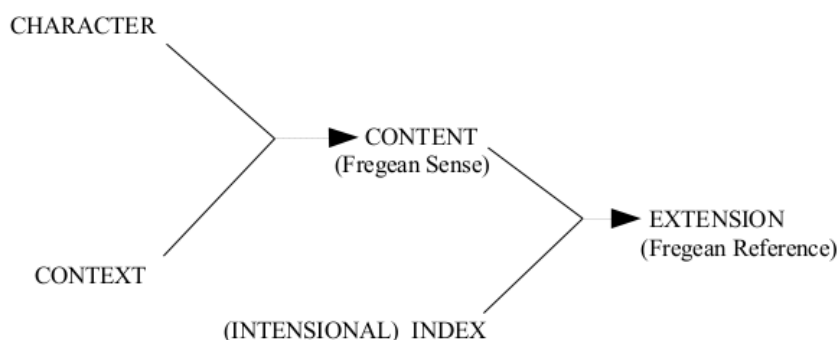 CHARACTER
CONTENT
(Fregean Sense)
EXTENSION
(Fregean Reference)
CONTEXT
(INTENSIONAL) INDEX